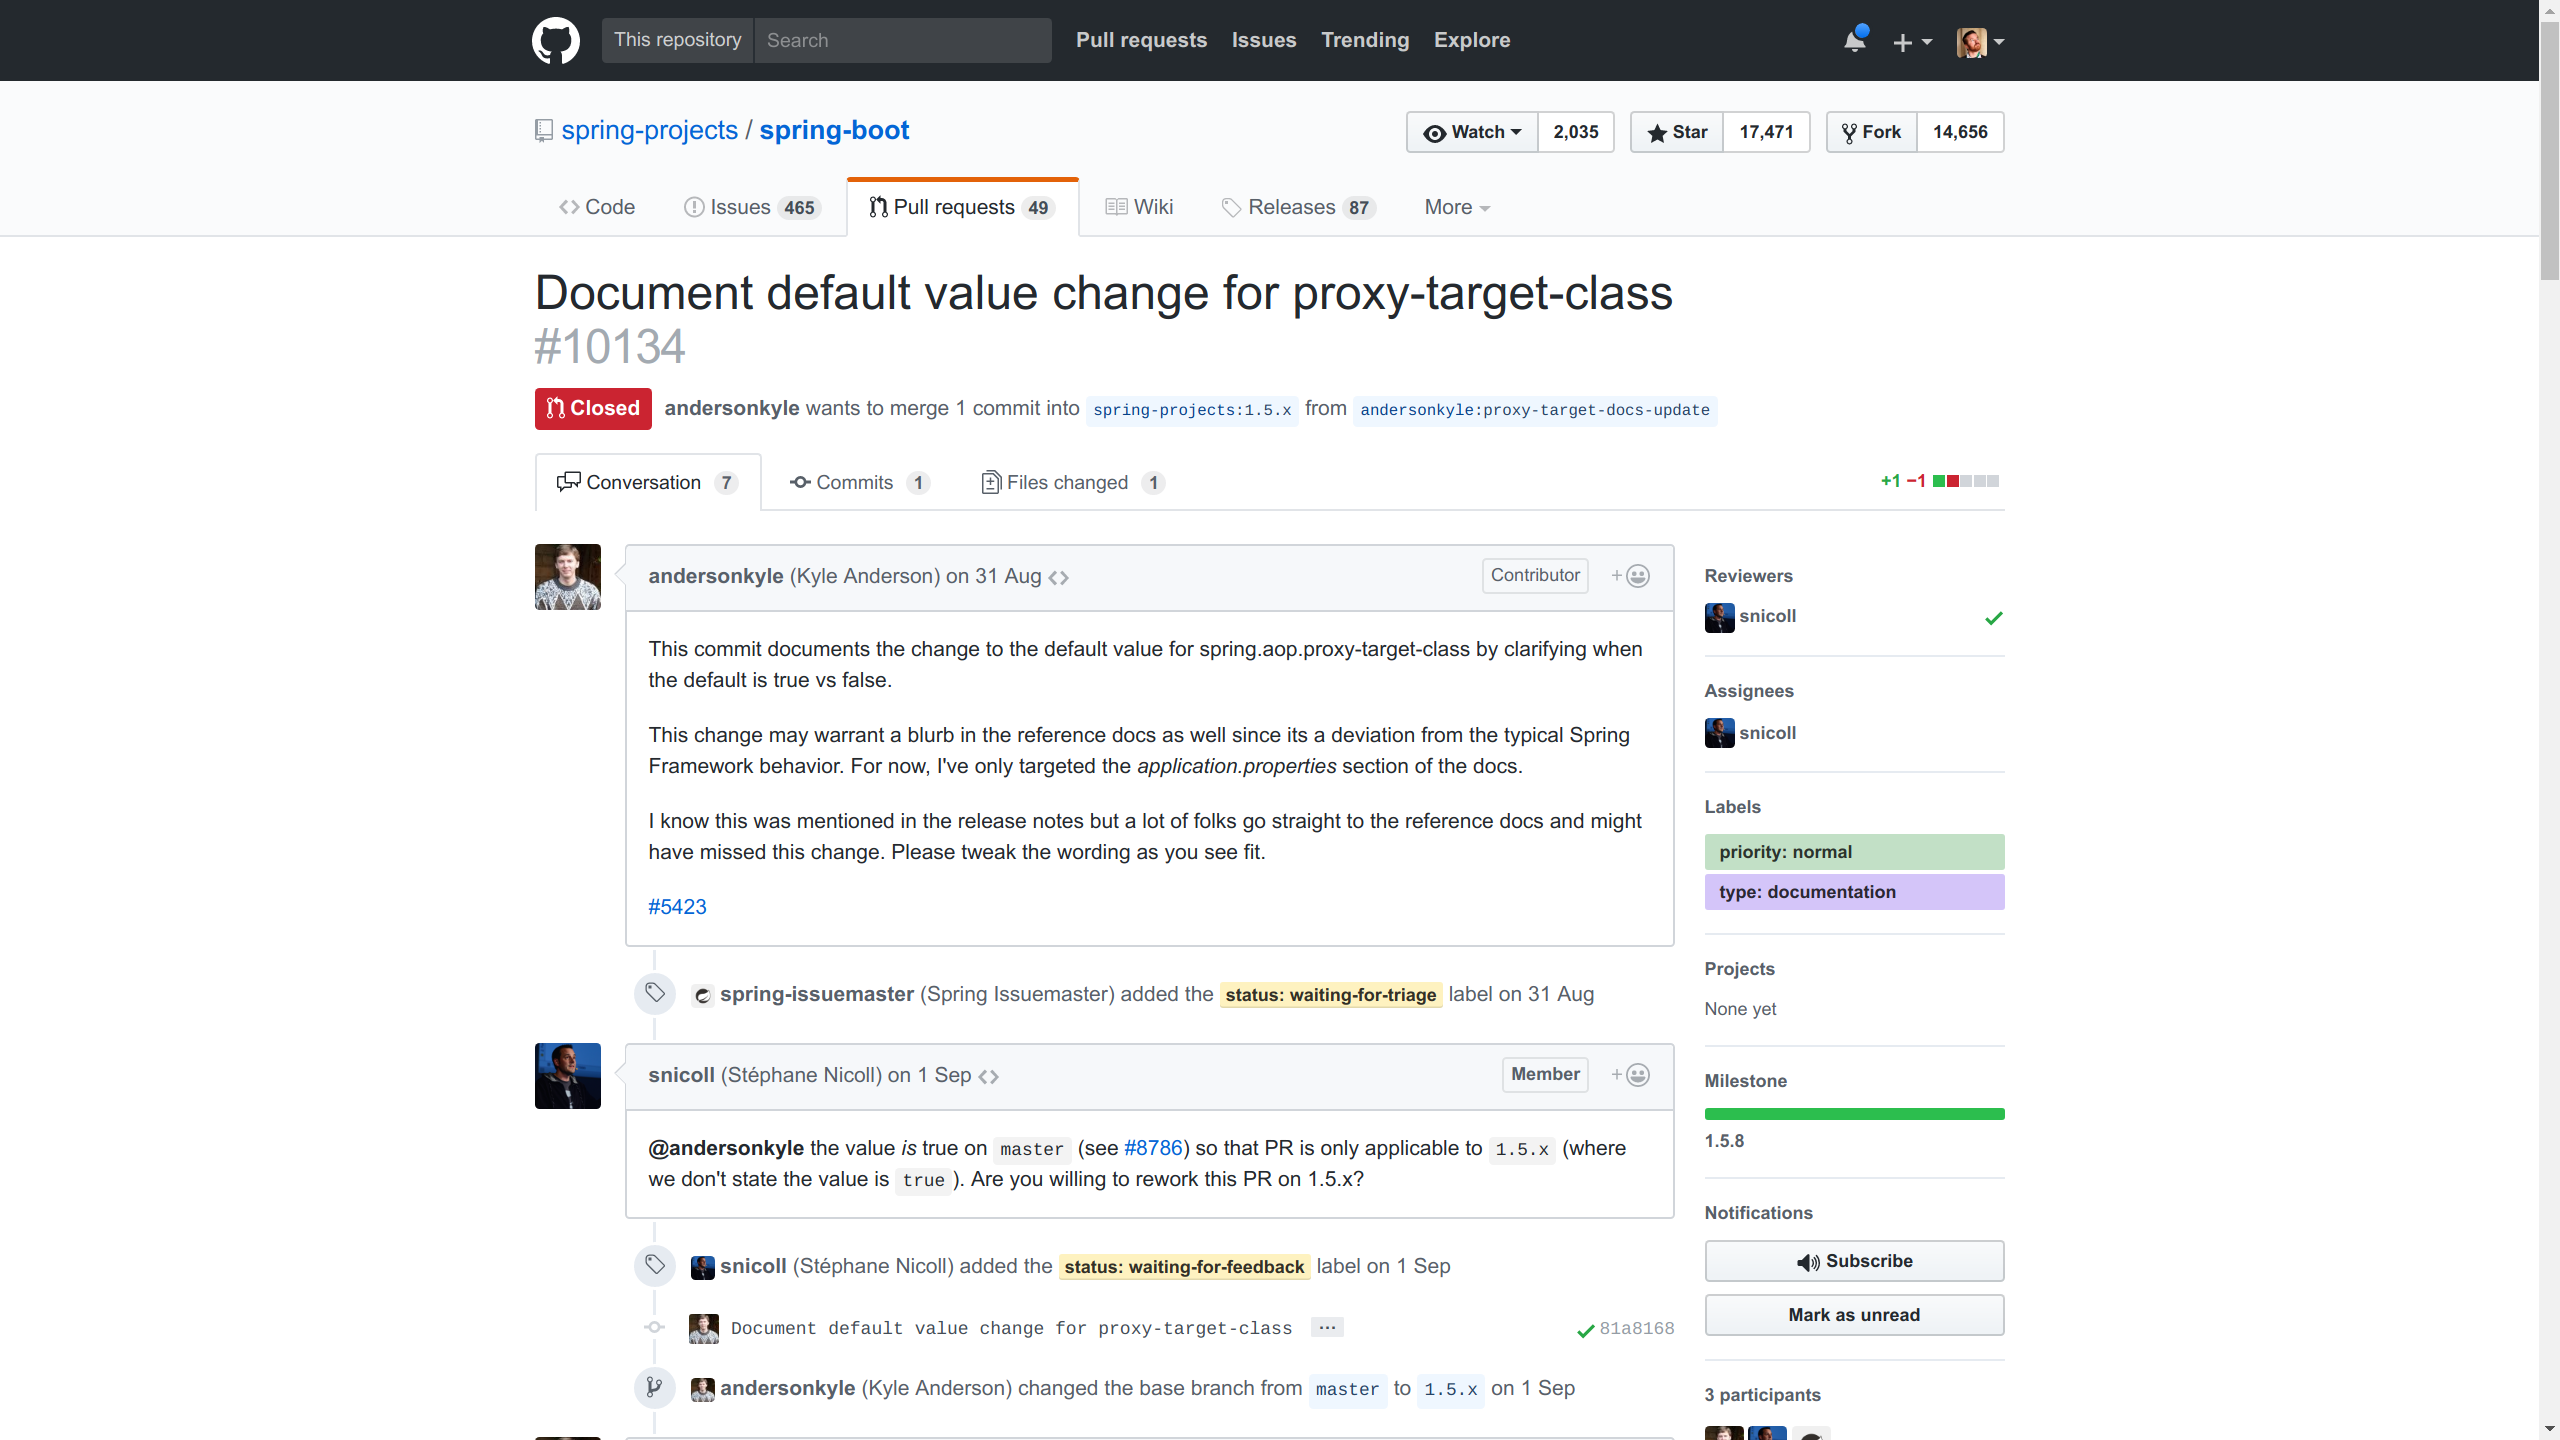 This repository Search Pull requests Issues Trending Explore
spring-projects / spring-boot Watch 2,035 Star 17,471 Fork 14,656
Code Issues 465 Pull requests 49 Wiki Releases 87 More
Document default value change for proxy-target-class
#10134
Closed andersonkyle wants to merge 1 commit into spring-projects:1.5.x from andersonkyle:proxy-target-docs-update
Conversation 7 Commits 1 Files changed 1 +1 −1
andersonkyle (Kyle Anderson) on 31 Aug Contributor +
This commit documents the change to the default value for spring.aop.proxy-target-class by clarifying when
the default is true vs false.
This change may warrant a blurb in the reference docs as well since its a deviation from the typical Spring
Framework behavior. For now, I've only targeted the application.properties section of the docs.
I know this was mentioned in the release notes but a lot of folks go straight to the reference docs and might
have missed this change. Please tweak the wording as you see fit.
#5423
spring-issuemaster (Spring Issuemaster) added the status: waiting-for-triage label on 31 Aug
snicoll (Stéphane Nicoll) on 1 Sep Member +
@andersonkyle the value is true on master (see #8786) so that PR is only applicable to 1.5.x (where
we don't state the value is true ). Are you willing to rework this PR on 1.5.x?
snicoll (Stéphane Nicoll) added the status: waiting-for-feedback label on 1 Sep
Document default value change for proxy-target-class ... 81a8168
andersonkyle (Kyle Anderson) changed the base branch from master to 1.5.x on 1 Sep
Reviewers
snicoll
Assignees
snicoll
Labels
priority: normal
type: documentation
Projects
None yet
Milestone
1.5.8
Notifications
Subscribe
Mark as unread
3 participants